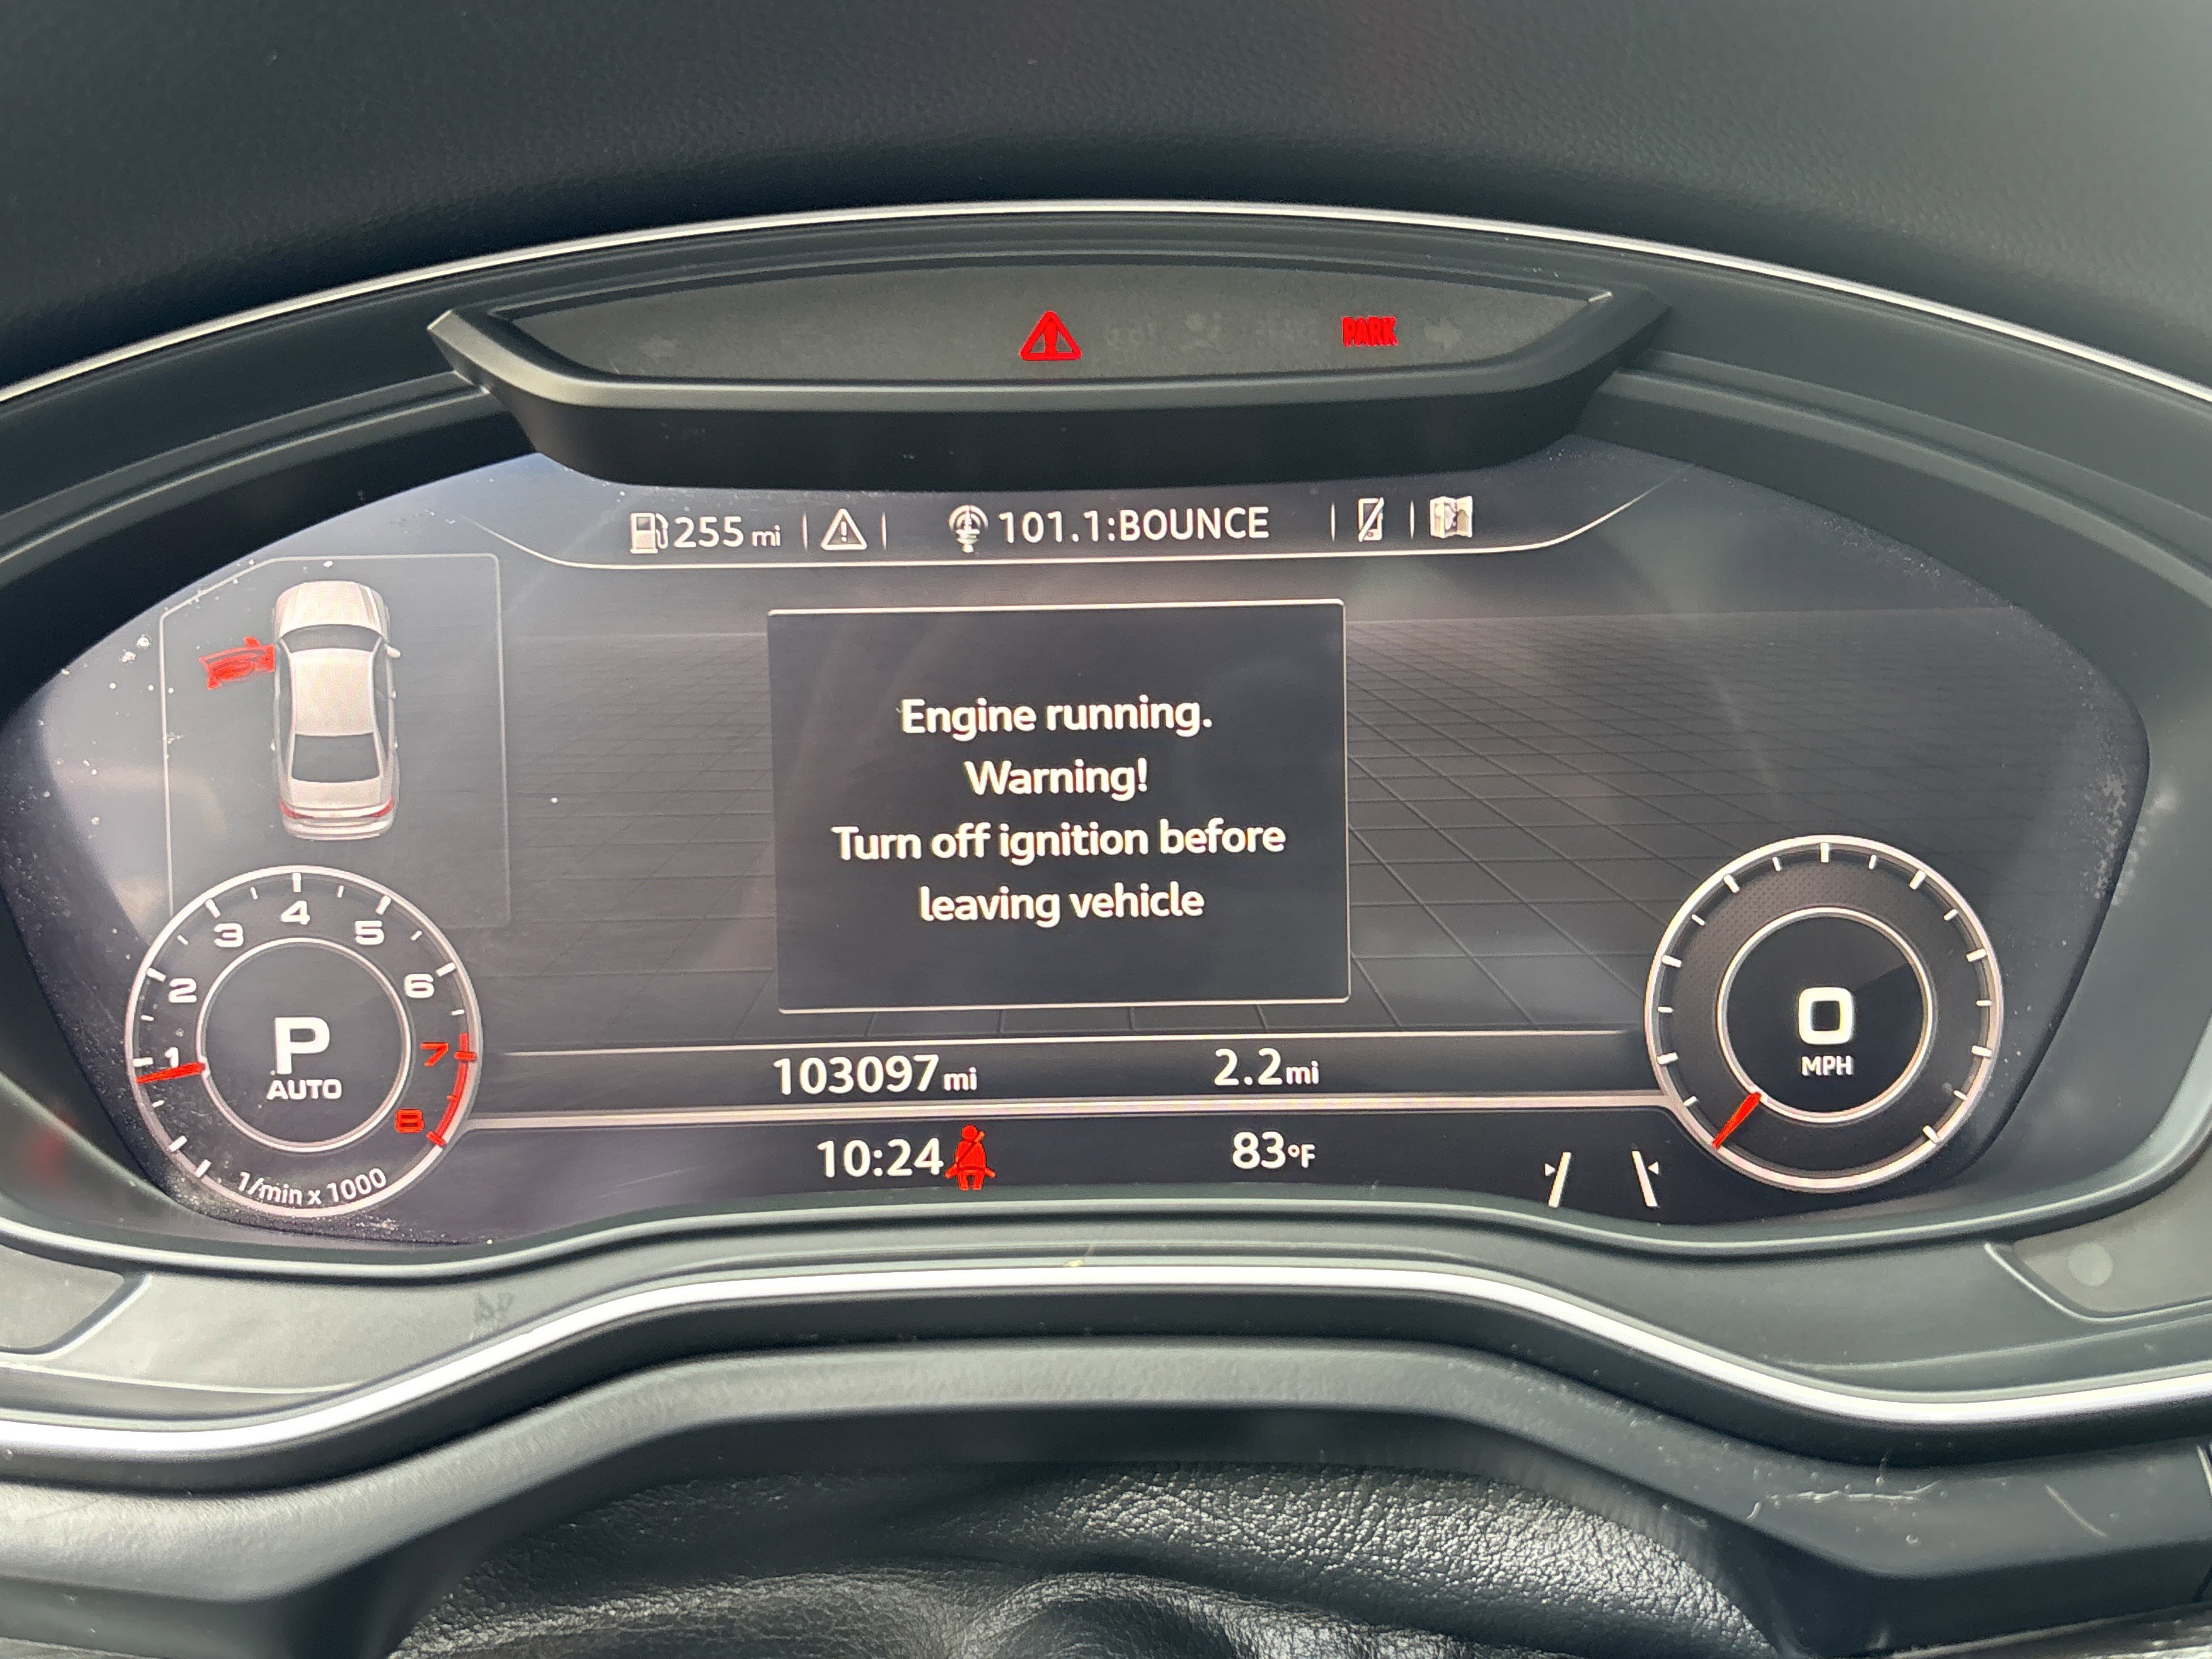 PARK
255 mi
101.1:BOUNCE
Engine running.
Warning!
Turn off ignition before
leaving vehicle
1 2 3 4 5 6 7 8
P
AUTO
1/min x 1000
0
MPH
103097 mi
2.2 mi
10:24
83°F